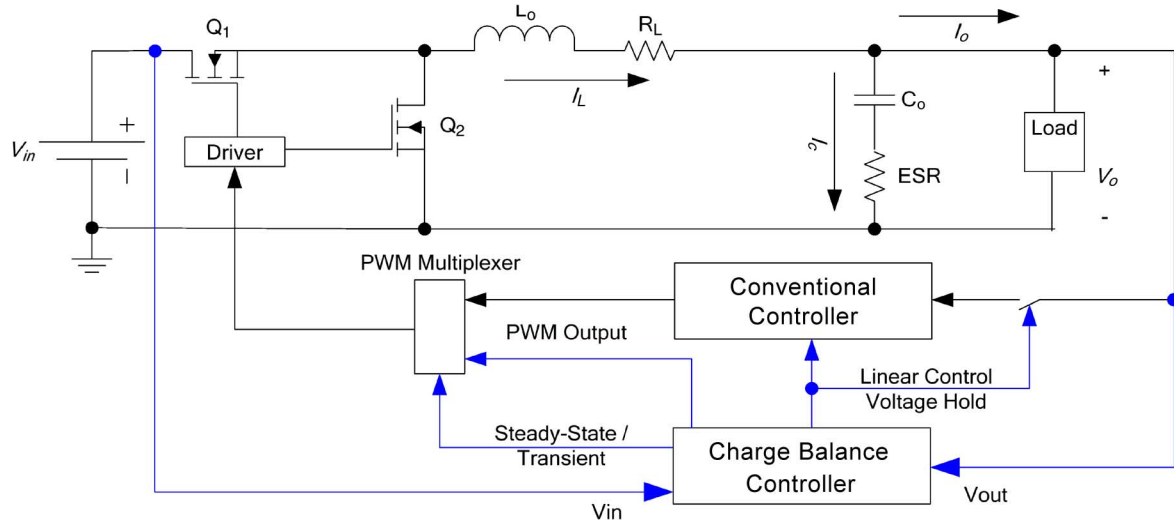 Lo
Io
Q1
RL
IL
Co
Q2
+
Vin
Driver
Ic
ESR
Load
+
Vo
-
PWM Multiplexer
Conventional
Controller
PWM Output
Linear Control
Voltage Hold
Steady-State /
Transient
Charge Balance
Controller
Vin
Vout